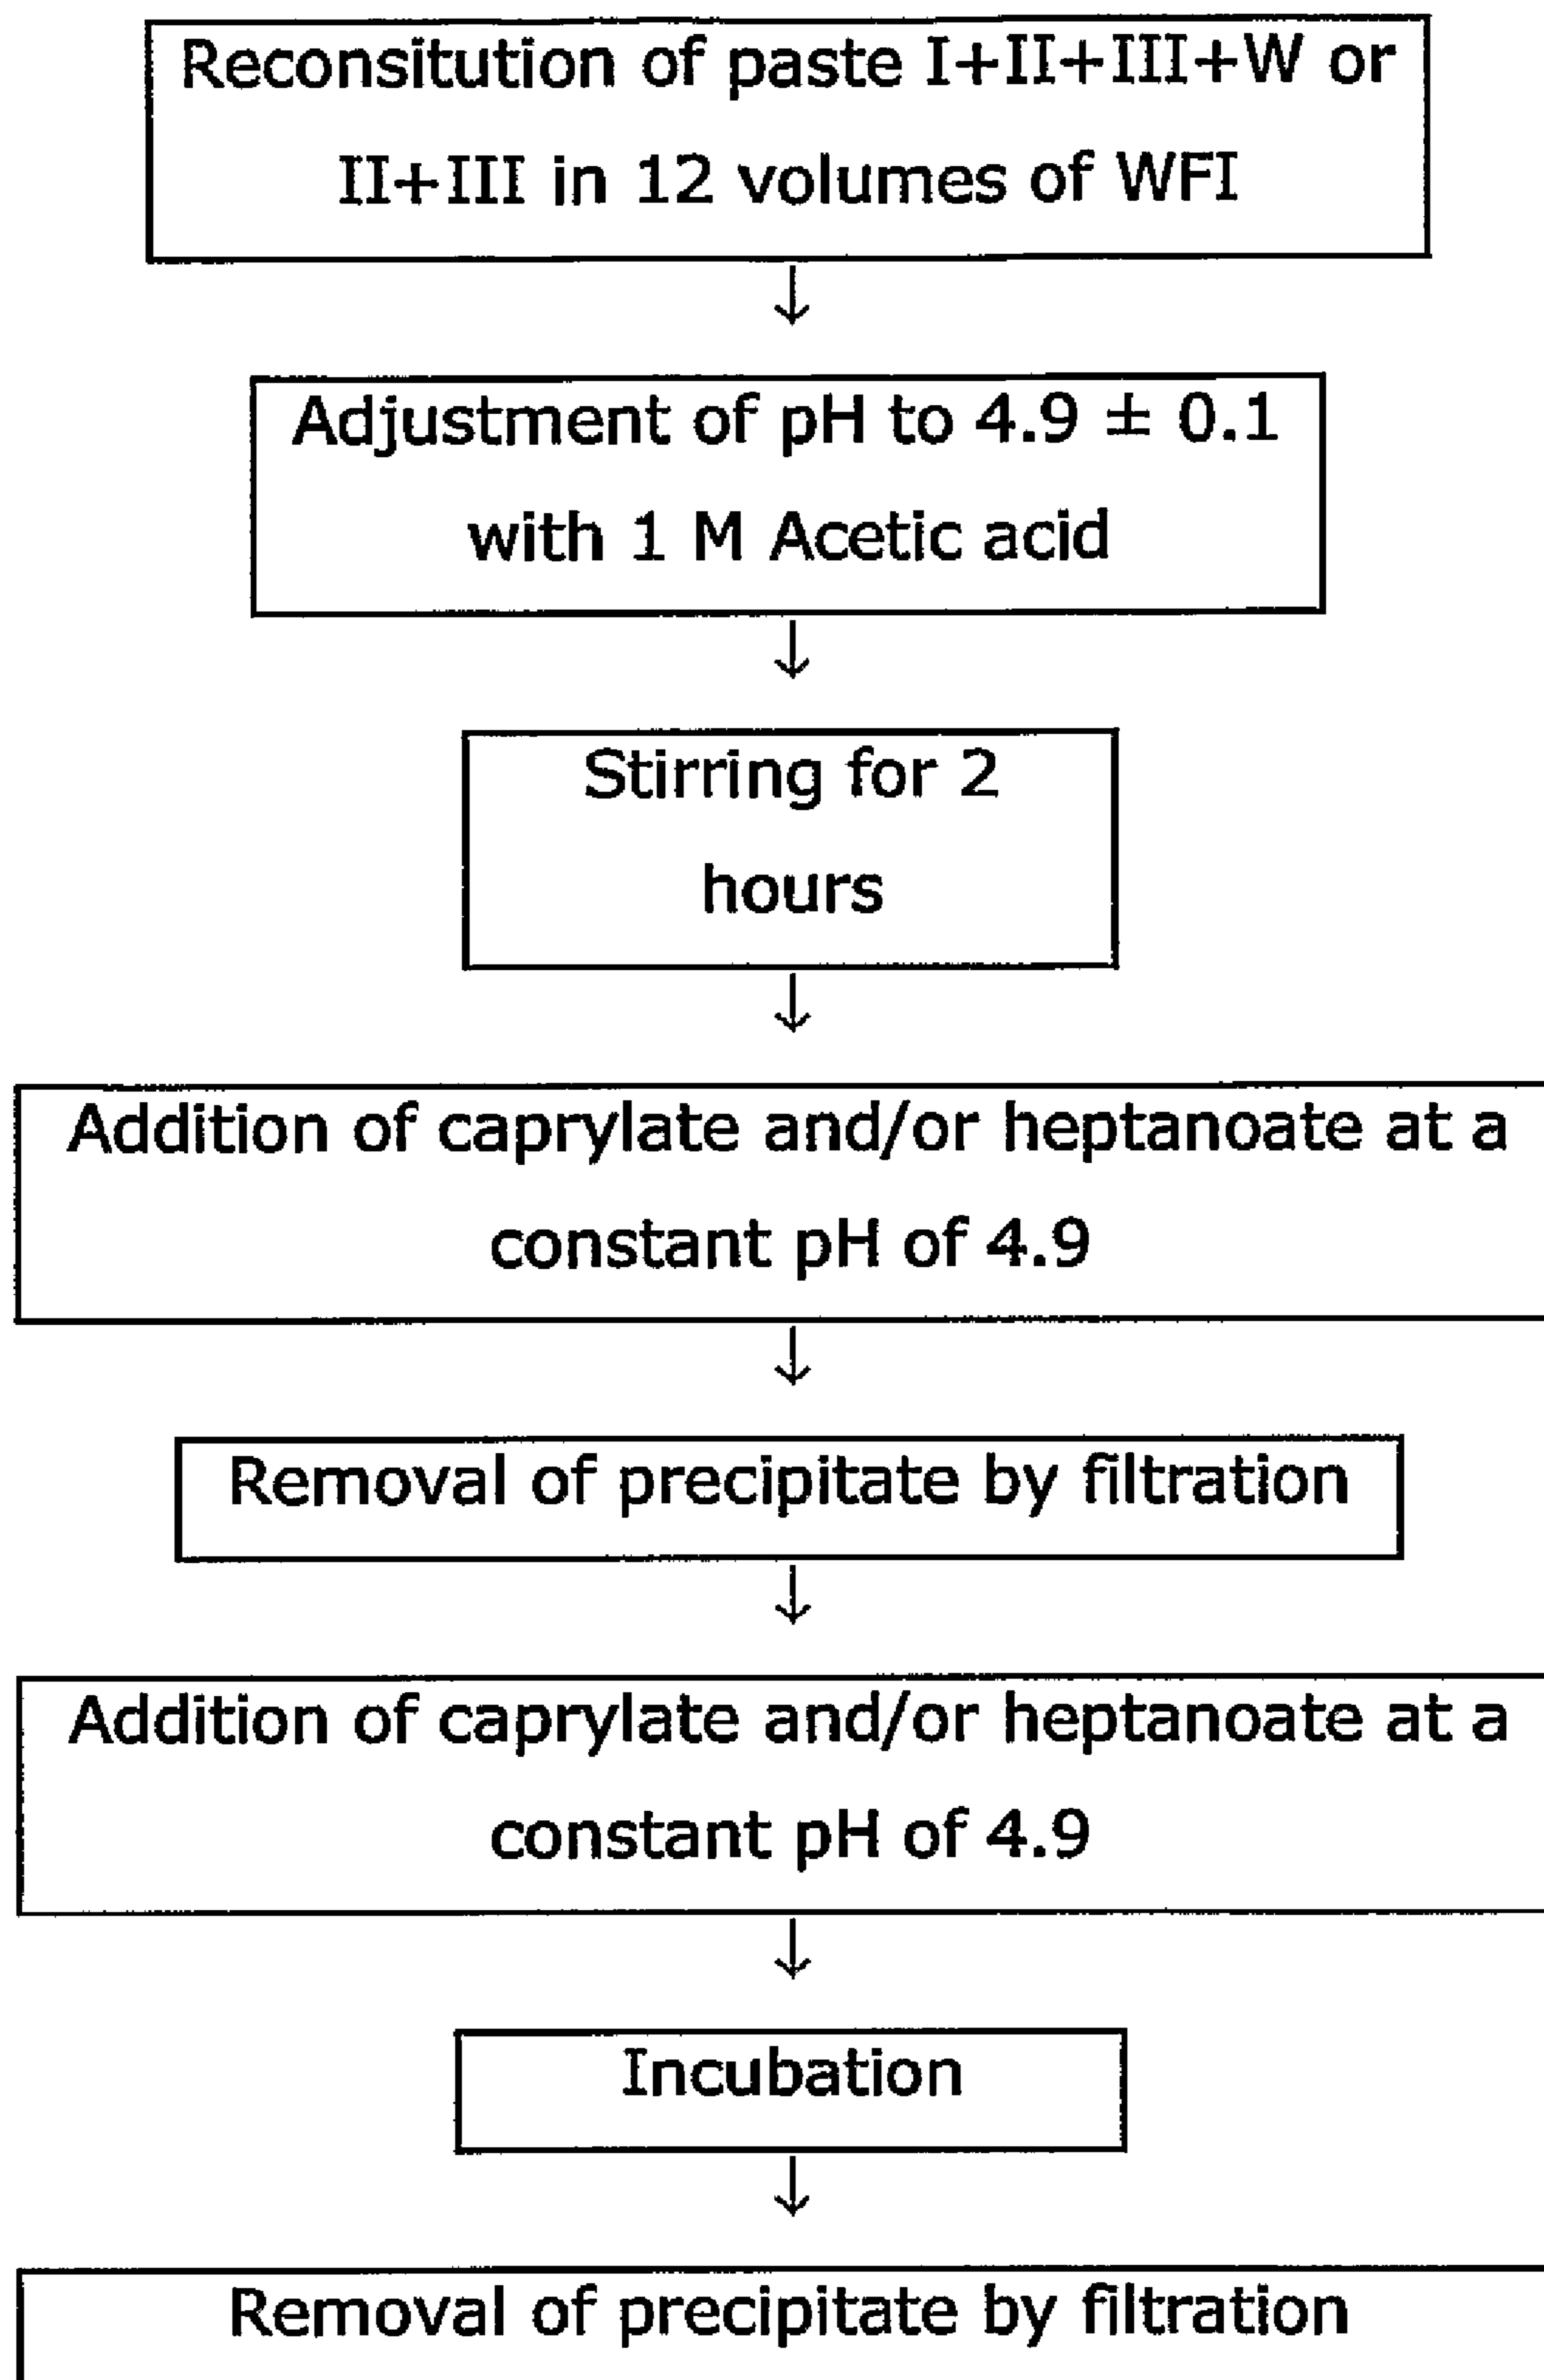 Reconsitution of paste I+II+III+W or
II+III in 12 volumes of WFI
Adjustment of pH to 4.9 ± 0.1
with 1 M Acetic acid
Stirring for 2
hours
Addition of caprylate and/or heptanoate at a
constant pH of 4.9
Removal of precipitate by filtration
Addition of caprylate and/or heptanoate at a
constant pH of 4.9
Incubation
Removal of precipitate by filtration